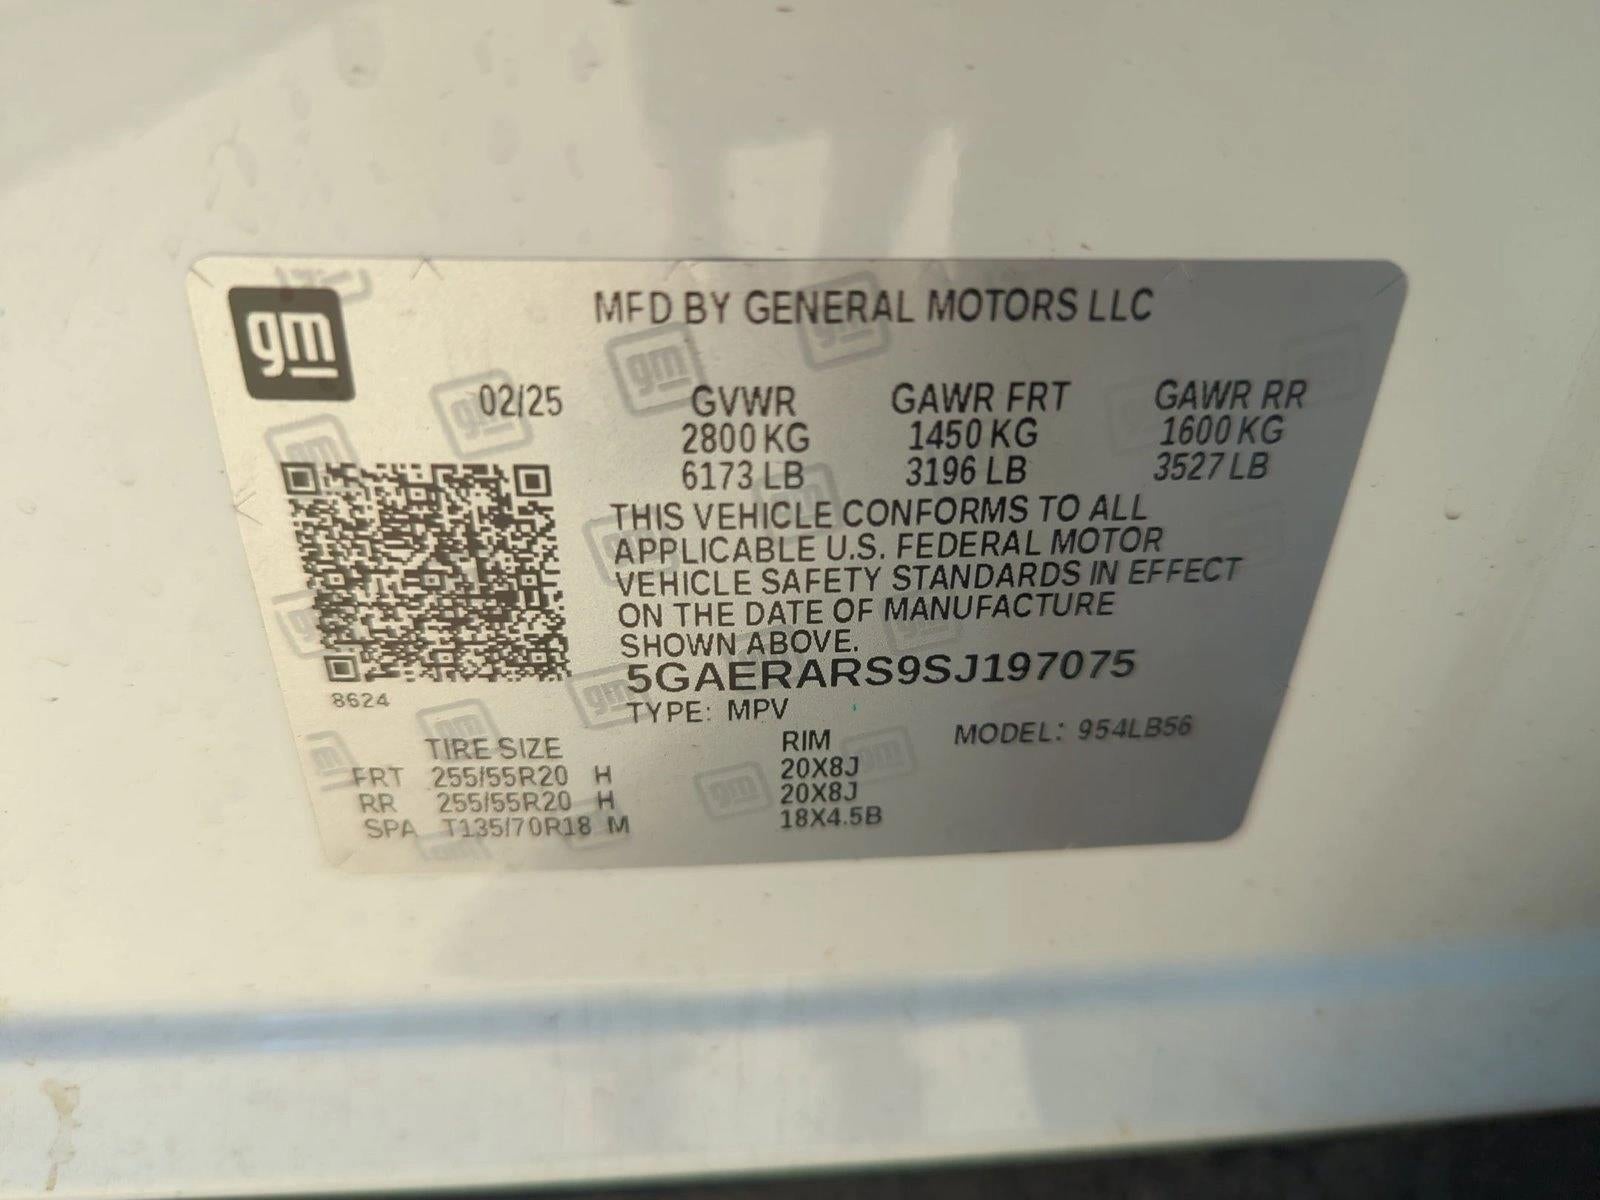 gm
MFD BY GENERAL MOTORS LLC
02/25 GVWR GAWR FRT GAWR RR
2800 KG 1450 KG 1600 KG
6173 LB 3196 LB 3527 LB
THIS VEHICLE CONFORMS TO ALL
APPLICABLE U.S. FEDERAL MOTOR
VEHICLE SAFETY STANDARDS IN EFFECT
ON THE DATE OF MANUFACTURE
SHOWN ABOVE.
5GAERARS9SJ197075
8624
TYPE: MPV
TIRE SIZE RIM MODEL: 954LB56
FRT 255/55R20 H 20X8J
RR 255/55R20 H 20X8J
SPA T135/70R18 M 18X4.5B